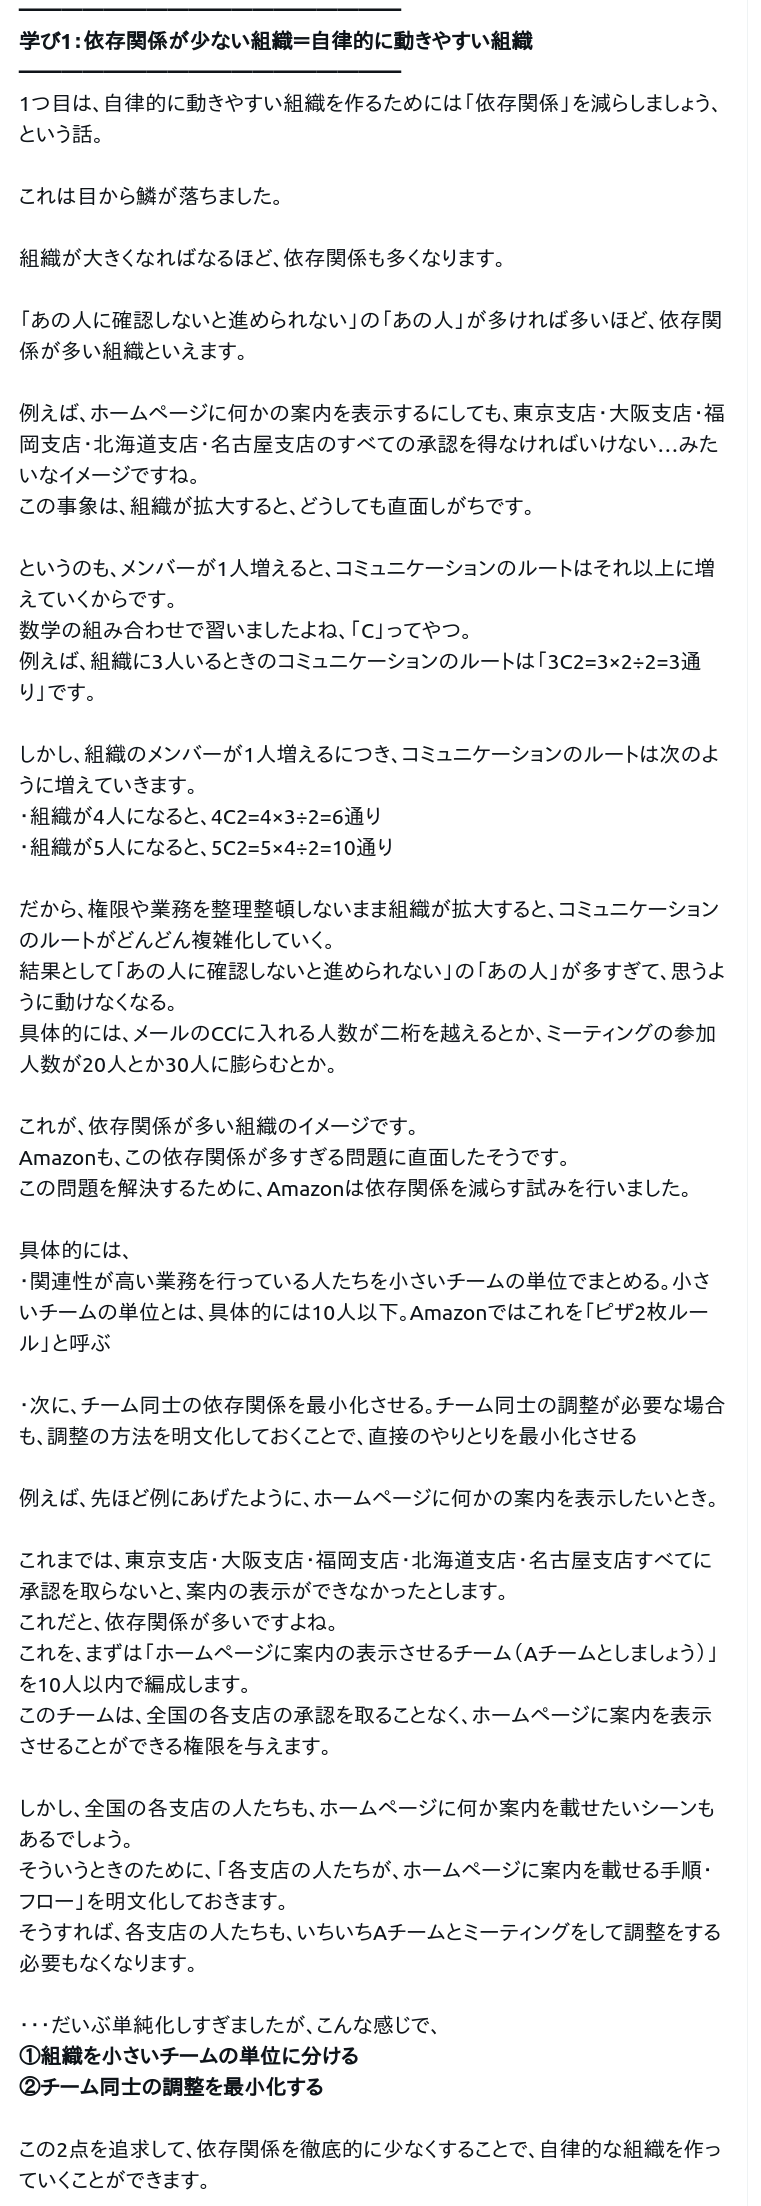 学び1：依存関係が少ない組織＝自律的に動きやすい組織
1つ目は、自律的に動きやすい組織を作るためには「依存関係」を減らしましょう、
という話。
これは目から鱗が落ちました。
組織が大きくなればなるほど、依存関係も多くなります。
「あの人に確認しないと進められない」の「あの人」が多ければ多いほど、依存関
係が多い組織といえます。
例えば、ホームページに何かの案内を表示するにしても、東京支店・大阪支店・福
岡支店・北海道支店・名古屋支店のすべての承認を得なければいけない…みた
いなイメージですね。
この事象は、組織が拡大すると、どうしても直面しがちです。
というのも、メンバーが1人増えると、コミュニケーションのルートはそれ以上に増
えていくからです。
数学の組み合わせで習いましたよね、「C」ってやつ。
例えば、組織に3人いるときのコミュニケーションのルートは「3C2=3×2÷2=3通
り」です。
しかし、組織のメンバーが1人増えるにつき、コミュニケーションのルートは次のよ
うに増えていきます。
・組織が4人になると、4C2=4×3÷2=6通り
・組織が5人になると、5C2=5×4÷2=10通り
だから、権限や業務を整理整頓しないまま組織が拡大すると、コミュニケーション
のルートがどんどん複雑化していく。
結果として「あの人に確認しないと進められない」の「あの人」が多すぎて、思うよ
うに動けなくなる。
具体的には、メールのCCに入れる人数が二桁を越えるとか、ミーティングの参加
人数が20人とか30人に膨らむとか。
これが、依存関係が多い組織のイメージです。
Amazonも、この依存関係が多すぎる問題に直面したそうです。
この問題を解決するために、Amazonは依存関係を減らす試みを行いました。
具体的には、
・関連性が高い業務を行っている人たちを小さいチームの単位でまとめる。小さ
いチームの単位とは、具体的には10人以下。Amazonではこれを「ピザ2枚ルー
ル」と呼ぶ
・次に、チーム同士の依存関係を最小化させる。チーム同士の調整が必要な場合
も、調整の方法を明文化しておくことで、直接のやりとりを最小化させる
例えば、先ほど例にあげたように、ホームページに何かの案内を表示したいとき。
これまでは、東京支店・大阪支店・福岡支店・北海道支店・名古屋支店すべてに
承認を取らないと、案内の表示ができなかったとします。
これだと、依存関係が多いですよね。
これを、まずは「ホームページに案内の表示させるチーム（Aチームとしましょう）」
を10人以内で編成します。
このチームは、全国の各支店の承認を取ることなく、ホームページに案内を表示
させることができる権限を与えます。
しかし、全国の各支店の人たちも、ホームページに何か案内を載せたいシーンも
あるでしょう。
そういうときのために、「各支店の人たちが、ホームページに案内を載せる手順・
フロー」を明文化しておきます。
そうすれば、各支店の人たちも、いちいちAチームとミーティングをして調整をする
必要もなくなります。
・・・だいぶ単純化しすぎましたが、こんな感じで、
①組織を小さいチームの単位に分ける
②チーム同士の調整を最小化する
この2点を追求して、依存関係を徹底的に少なくすることで、自律的な組織を作っ
ていくことができます。